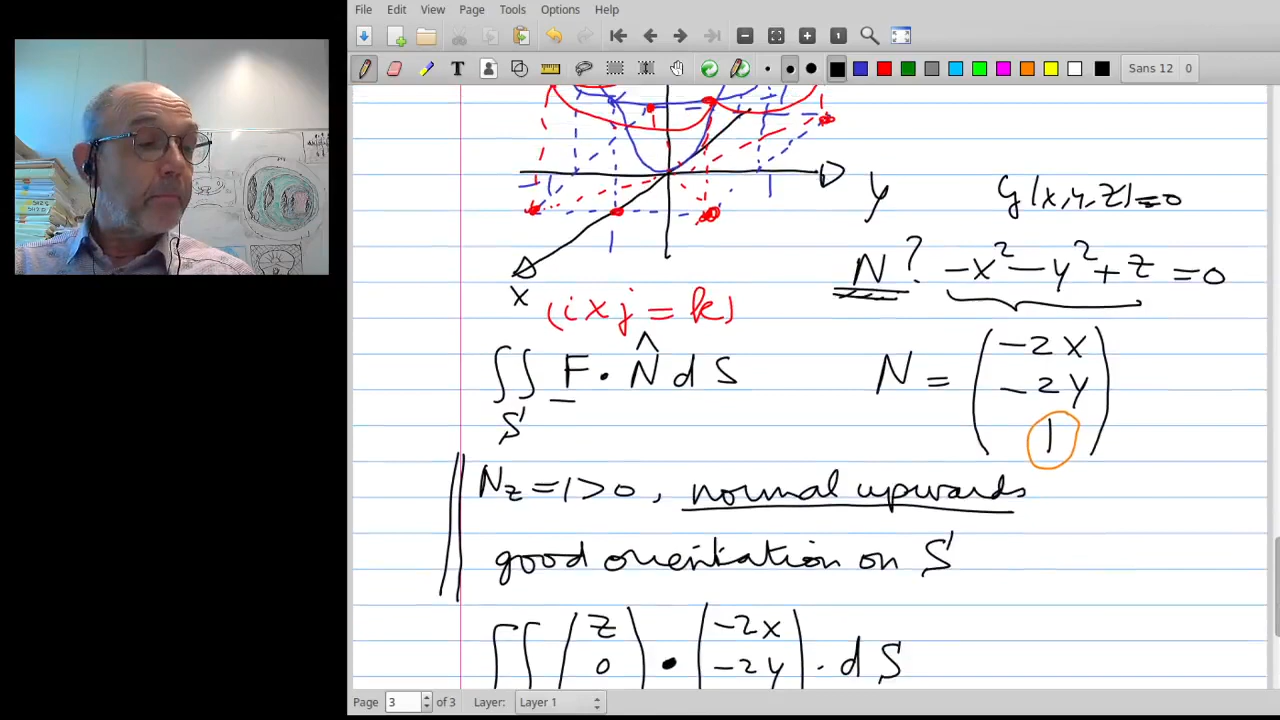 File Edit View Page Tools Options Help
Sans 12 0
y
G(x,y,z)=0
N? -x²-y²+z=0
x
(i x j = k)
∬ F • N̂ dS
S
N = (-2x
-2y
1)
Nz=1>0, normal upwards
good orientation on S
∬ (z • (-2x
0 -2y . dS
Page 3 of 3 Layer: Layer 1